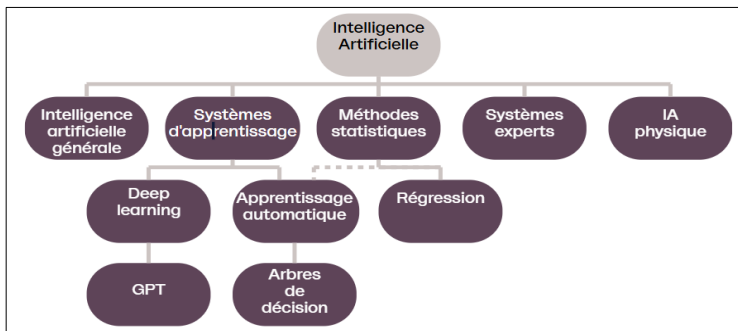 Intelligence
Artificielle
Intelligence
artificielle
générale
Systèmes
d'apprentissage
Méthodes
statistiques
Systèmes
experts
IA
physique
Deep
learning
Apprentissage
automatique
Régression
GPT
Arbres
de
décision